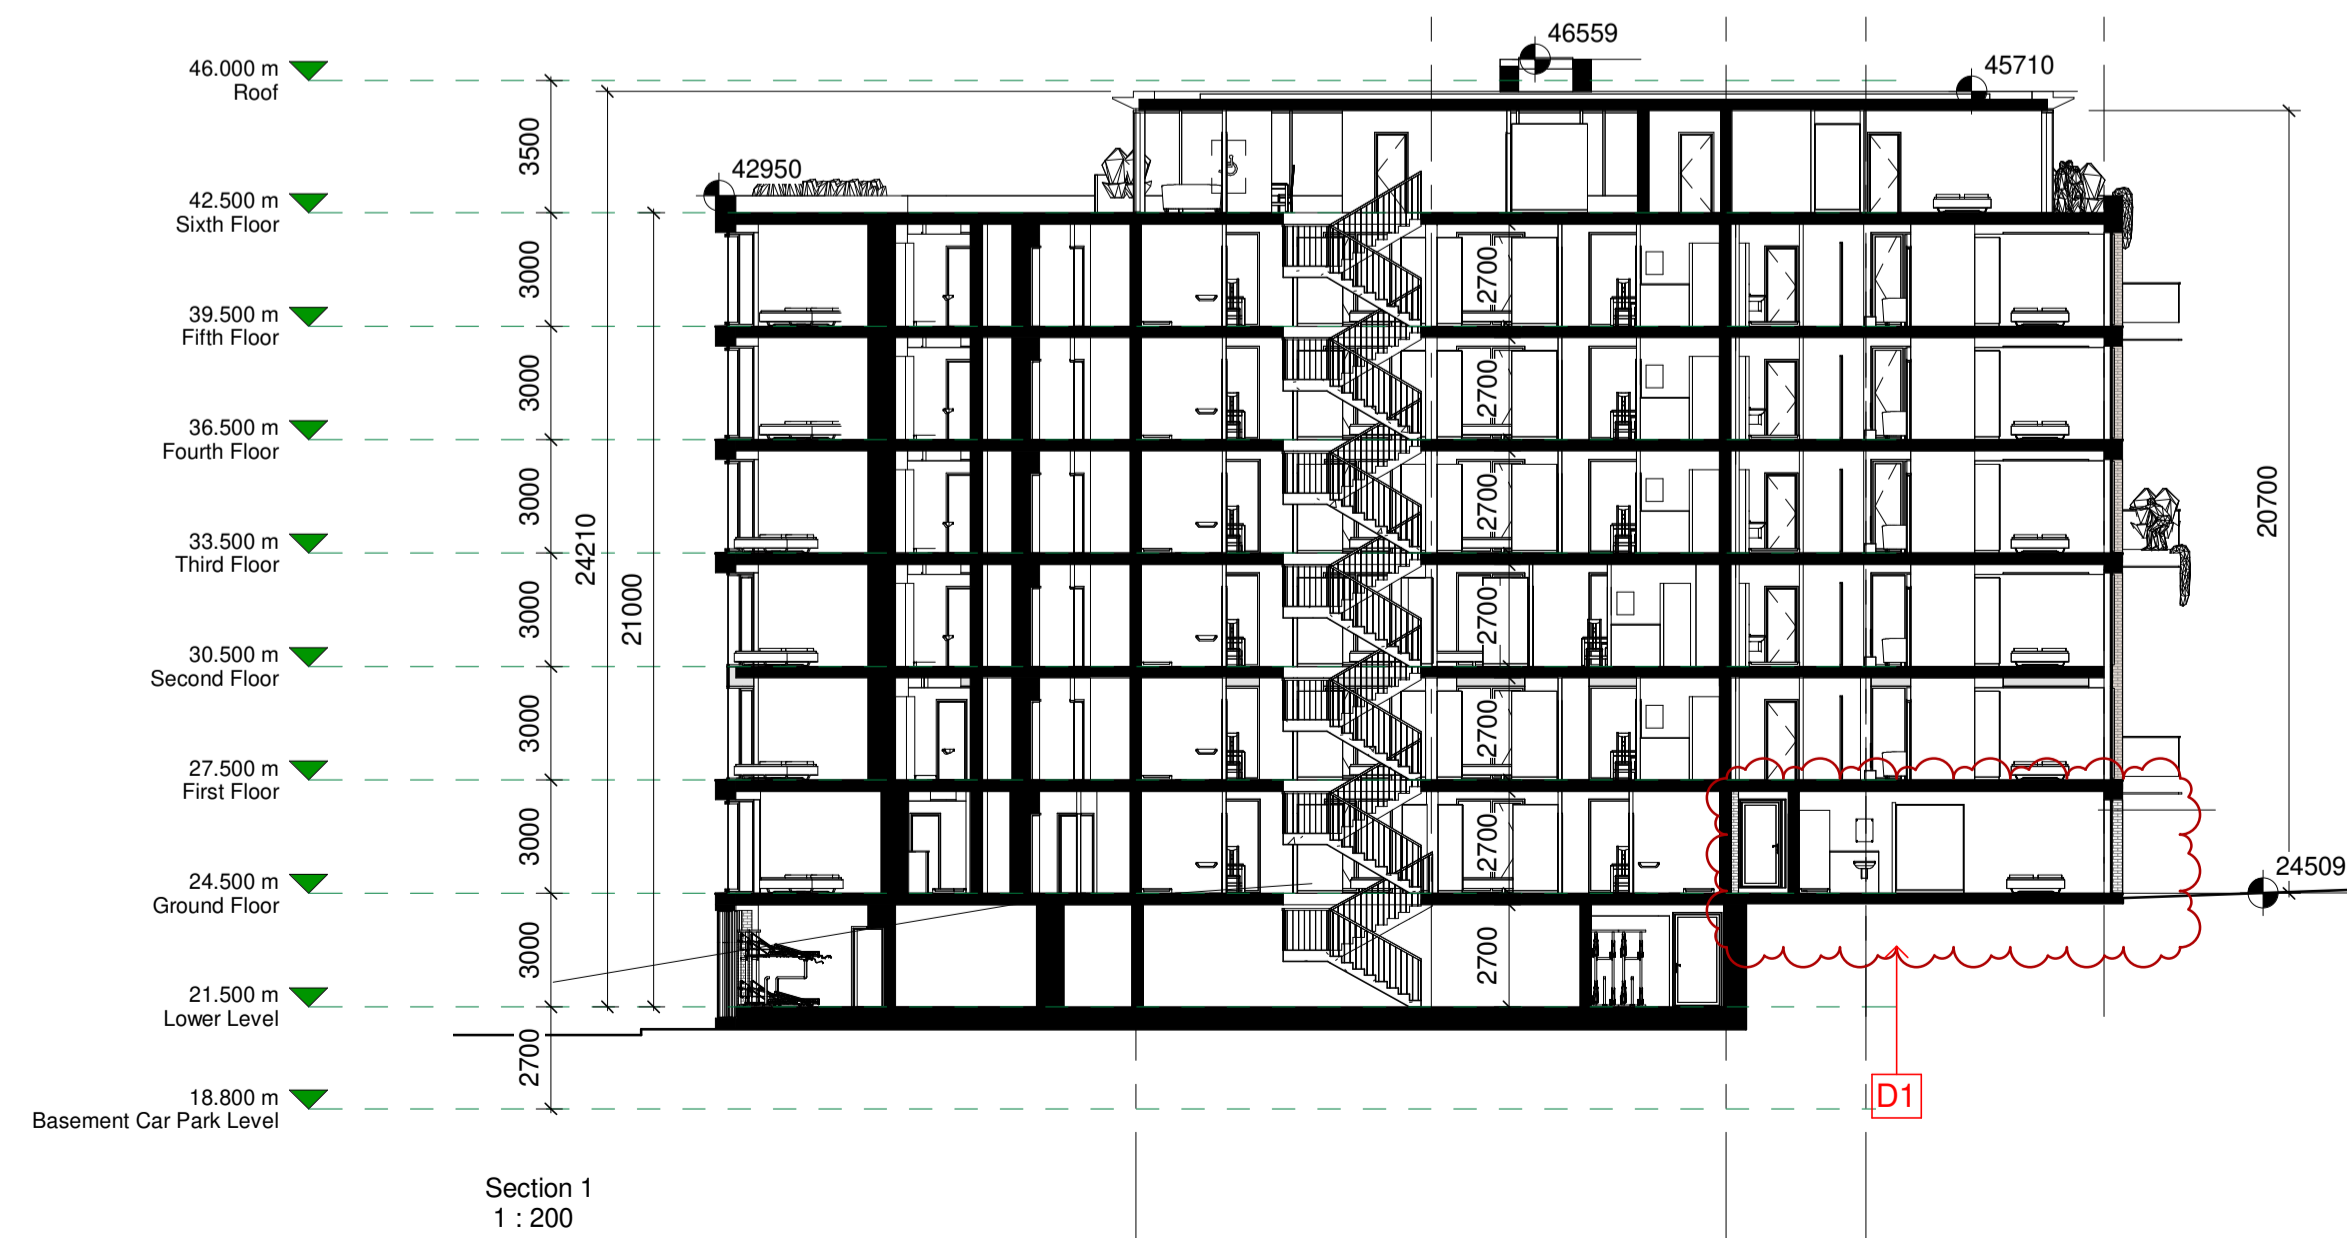 46559
45710
46.000 m
Roof
3500
42950
42.500 m
Sixth Floor
3000
2700
39.500 m
Fifth Floor
3000
2700
36.500 m
Fourth Floor
3000
2700
33.500 m
Third Floor
24210
21000
20700
3000
2700
30.500 m
Second Floor
3000
2700
27.500 m
First Floor
3000
2700
24.500 m
Ground Floor
24509
3000
2700
21.500 m
Lower Level
2700
18.800 m
Basement Car Park Level
D1
Section 1
1 : 200